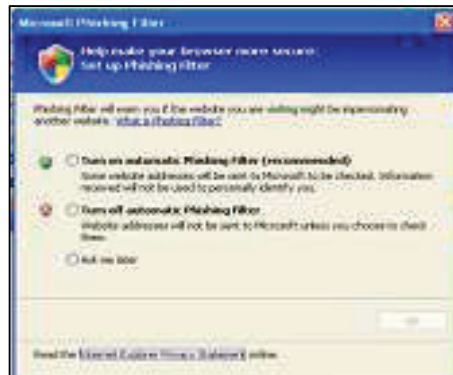 Microsoft Phishing Filter
Help make your browser more secure:
Set up Phishing Filter
Phishing Filter will warn you if the website you are visiting might be impersonating
another website. What is Phishing Filter?
Turn on automatic Phishing Filter (recommended)
Some website addresses will be sent to Microsoft to be checked. Information
received will not be used to personally identify you.
Turn off automatic Phishing Filter
Website addresses will not be sent to Microsoft unless you choose to check
them.
Ask me later
Read the Internet Explorer Privacy Statement online.